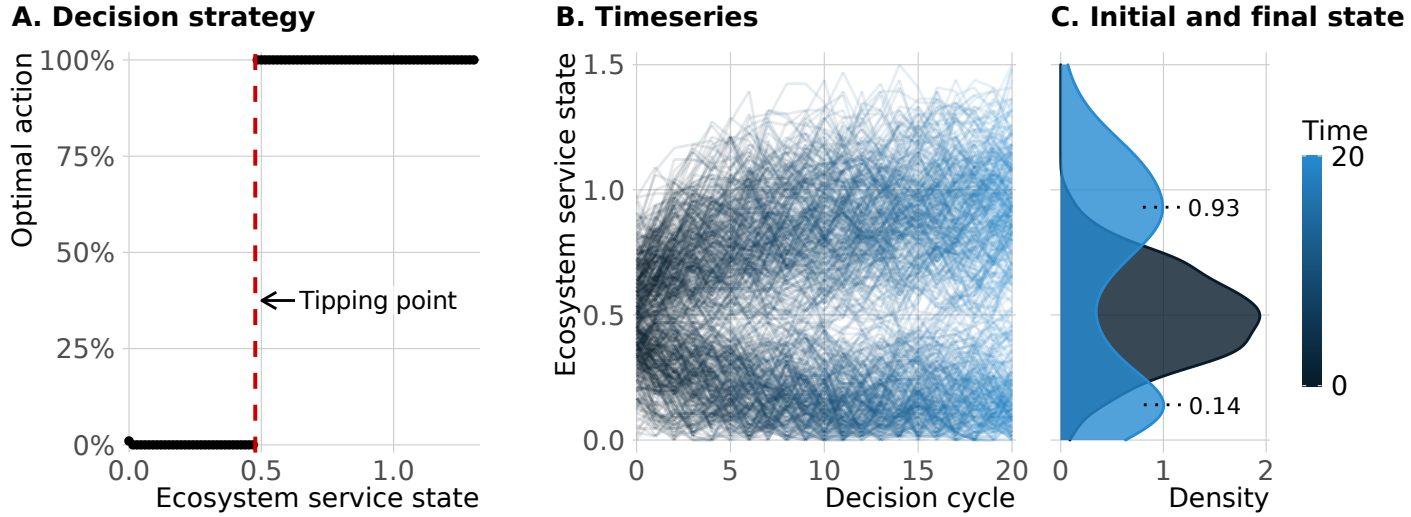 A. Decision strategy
Optimal action
100%
75%
50%
25%
0%
Tipping point
0.0
0.5
1.0
Ecosystem service state
B. Timeseries
Ecosystem service state
1.5
1.0
0.5
0.0
0
5
10
15
20
Decision cycle
C. Initial and final state
0.93
0.14
0
1
2
Density
Time
20
0